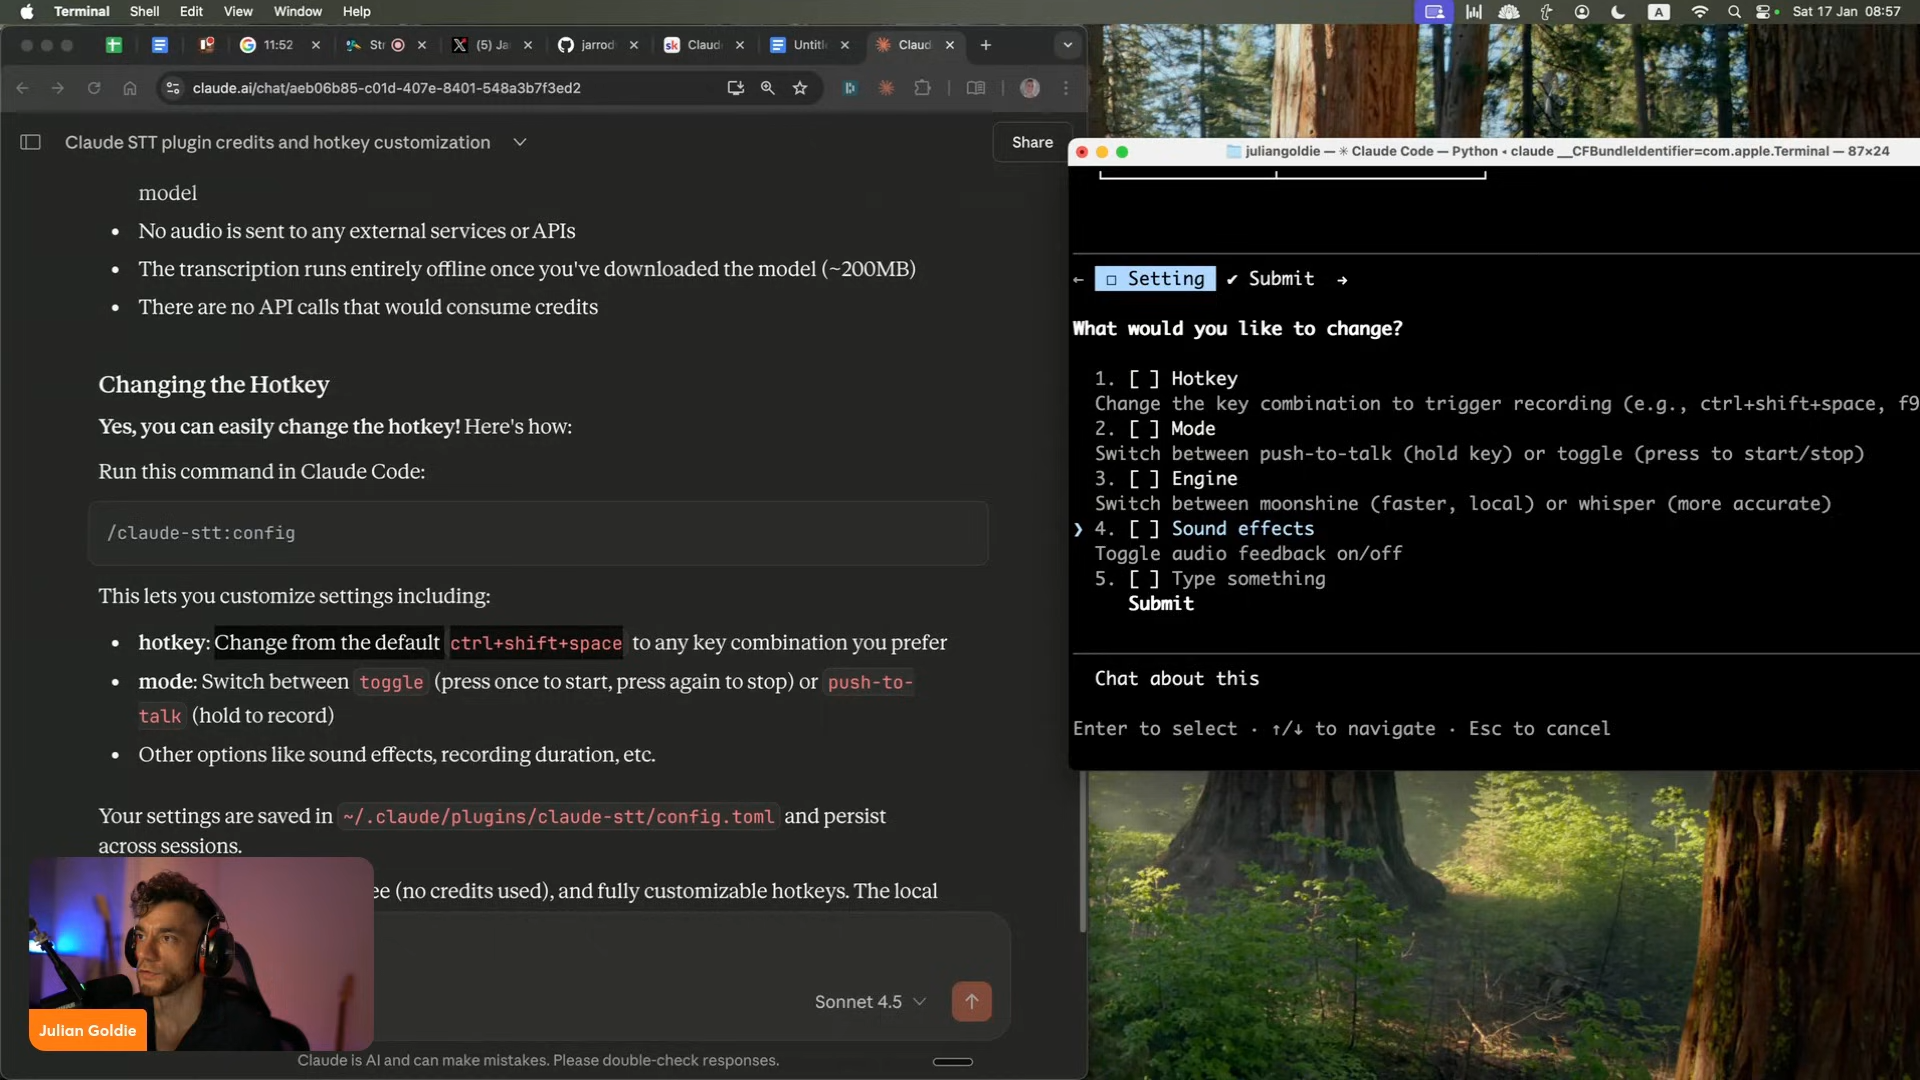 Terminal Shell Edit View Window Help
A
Sat 17 Jan 08:57
11:52
Str
(5) Ja
jarrod
sk Claud
Untitl
Claud
claude.ai/chat/aeb06b85-c01d-407e-8401-548a3b7f3ed2
Claude STT plugin credits and hotkey customization
Share
model
• No audio is sent to any external services or APIs
• The transcription runs entirely offline once you've downloaded the model (~200MB)
• There are no API calls that would consume credits
Changing the Hotkey
Yes, you can easily change the hotkey! Here's how:
Run this command in Claude Code:
/claude-stt:config
This lets you customize settings including:
• hotkey: Change from the default ctrl+shift+space to any key combination you prefer
• mode: Switch between toggle (press once to start, press again to stop) or push-to-
talk (hold to record)
• Other options like sound effects, recording duration, etc.
Your settings are saved in ~/.claude/plugins/claude-stt/config.toml and persist
across sessions.
ee (no credits used), and fully customizable hotkeys. The local
Sonnet 4.5
Julian Goldie
Claude is AI and can make mistakes. Please double-check responses.
juliangoldie — ✳ Claude Code — Python ◂ claude __CFBundleIdentifier=com.apple.Terminal — 87×24
← ☐ Setting ✔ Submit →
What would you like to change?
1. [ ] Hotkey
Change the key combination to trigger recording (e.g., ctrl+shift+space, f9
2. [ ] Mode
Switch between push-to-talk (hold key) or toggle (press to start/stop)
3. [ ] Engine
Switch between moonshine (faster, local) or whisper (more accurate)
❯ 4. [ ] Sound effects
Toggle audio feedback on/off
5. [ ] Type something
Submit
Chat about this
Enter to select · ↑/↓ to navigate · Esc to cancel